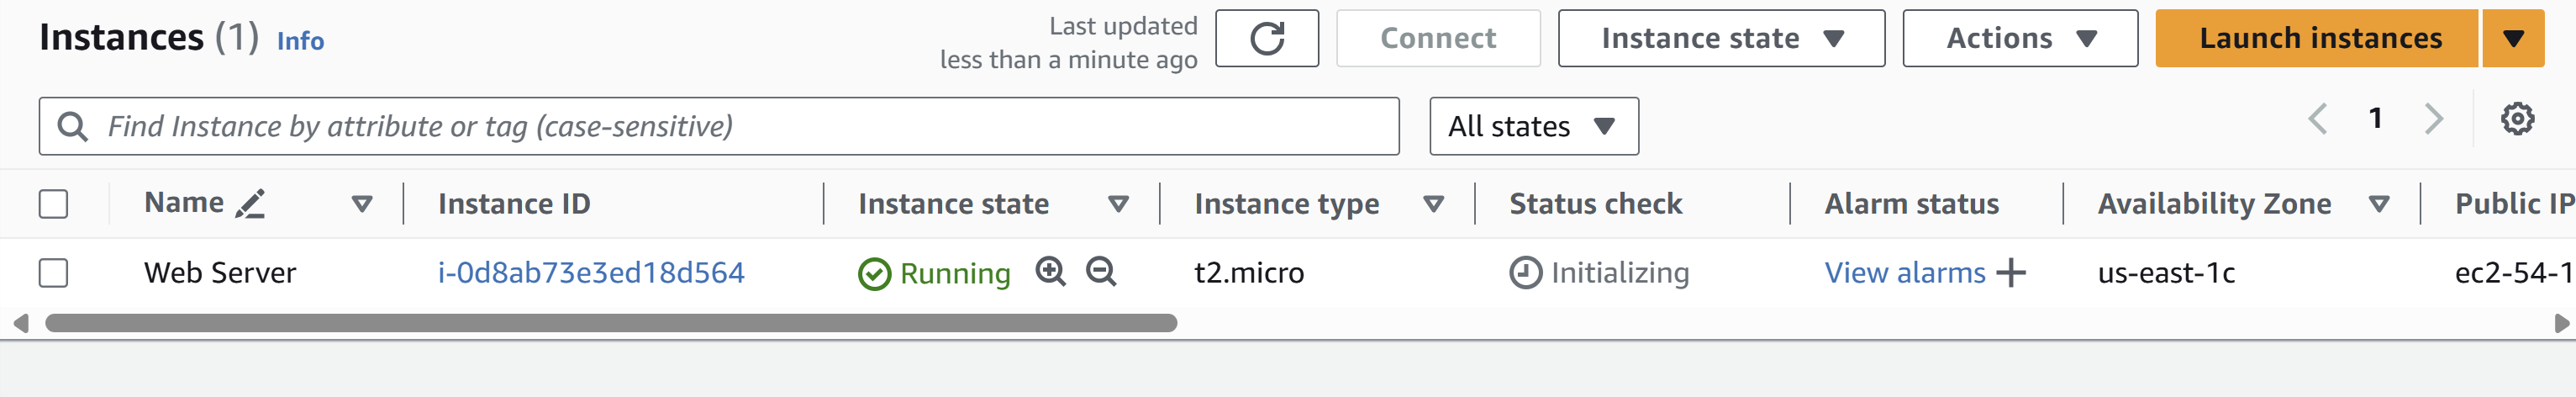 Instances (1) Info
Last updated
less than a minute ago
Connect
Instance state
Actions
Launch instances
Find Instance by attribute or tag (case-sensitive)
All states
1
Name Instance ID Instance state Instance type Status check Alarm status Availability Zone Public IP
Web Server i-0d8ab73e3ed18d564 Running t2.micro Initializing View alarms + us-east-1c ec2-54-1